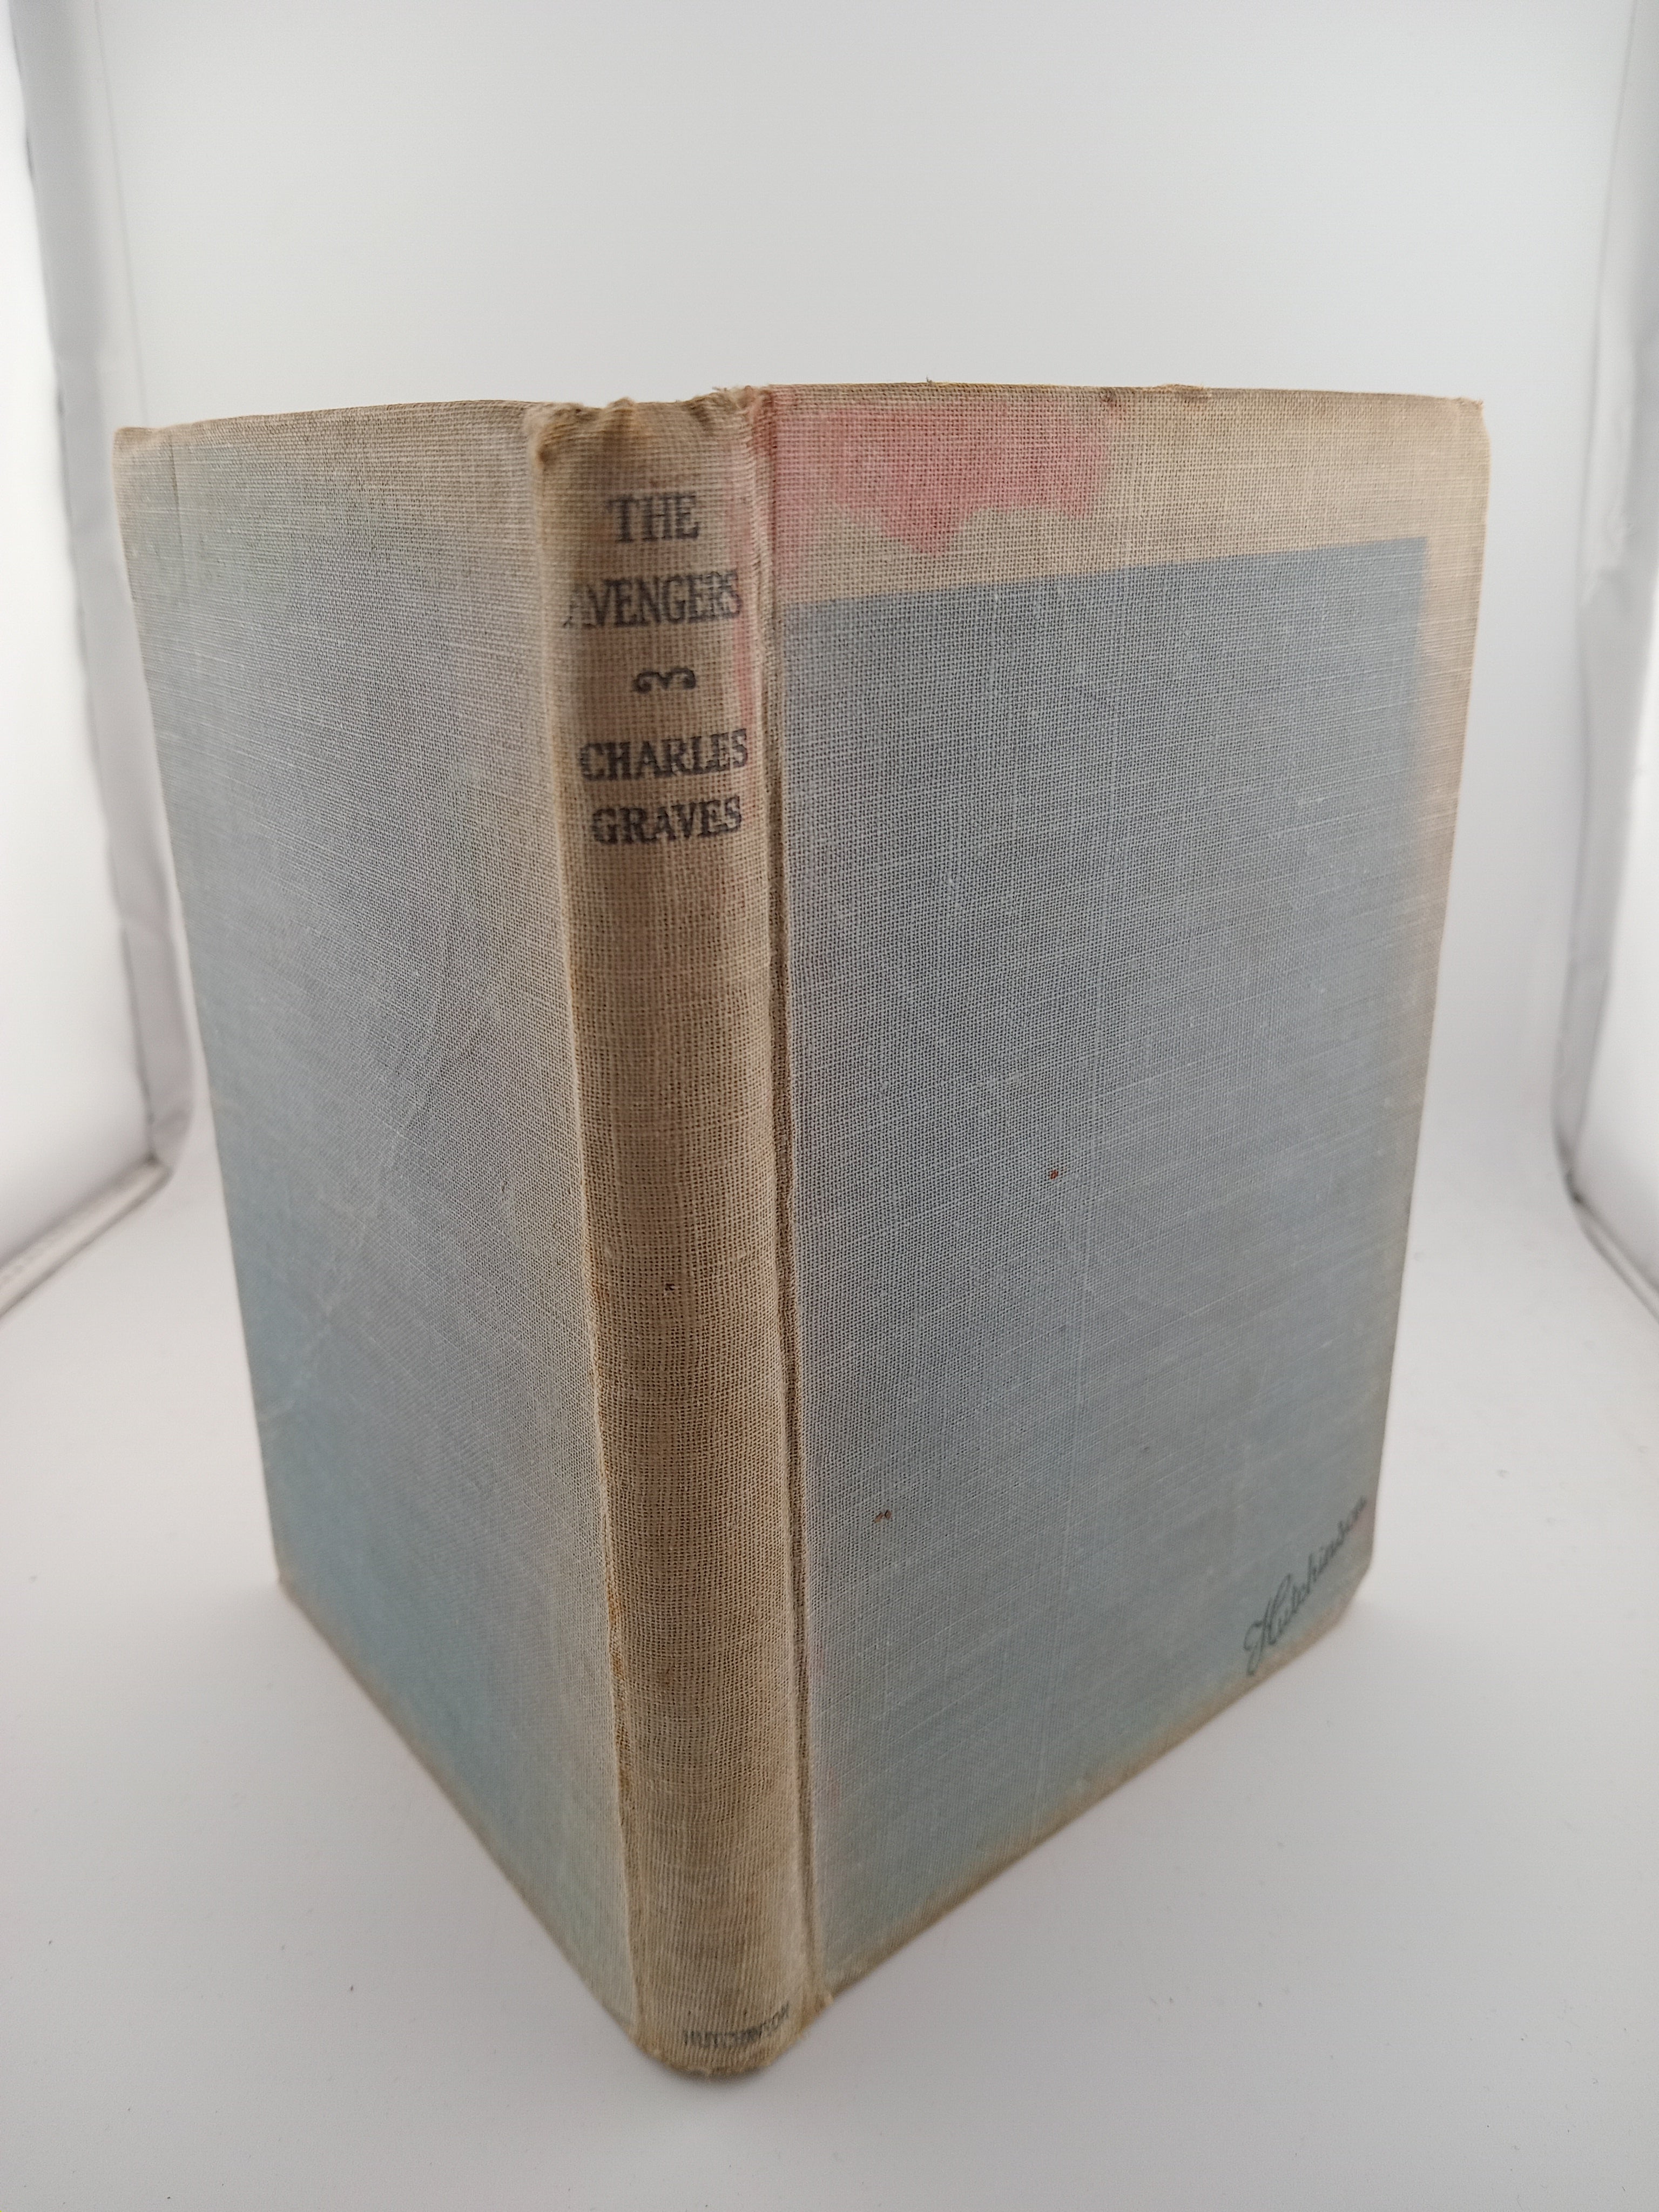 THE
AVENGERS
CHARLES
GRAVES
HUTCHINSON
Hutchinson